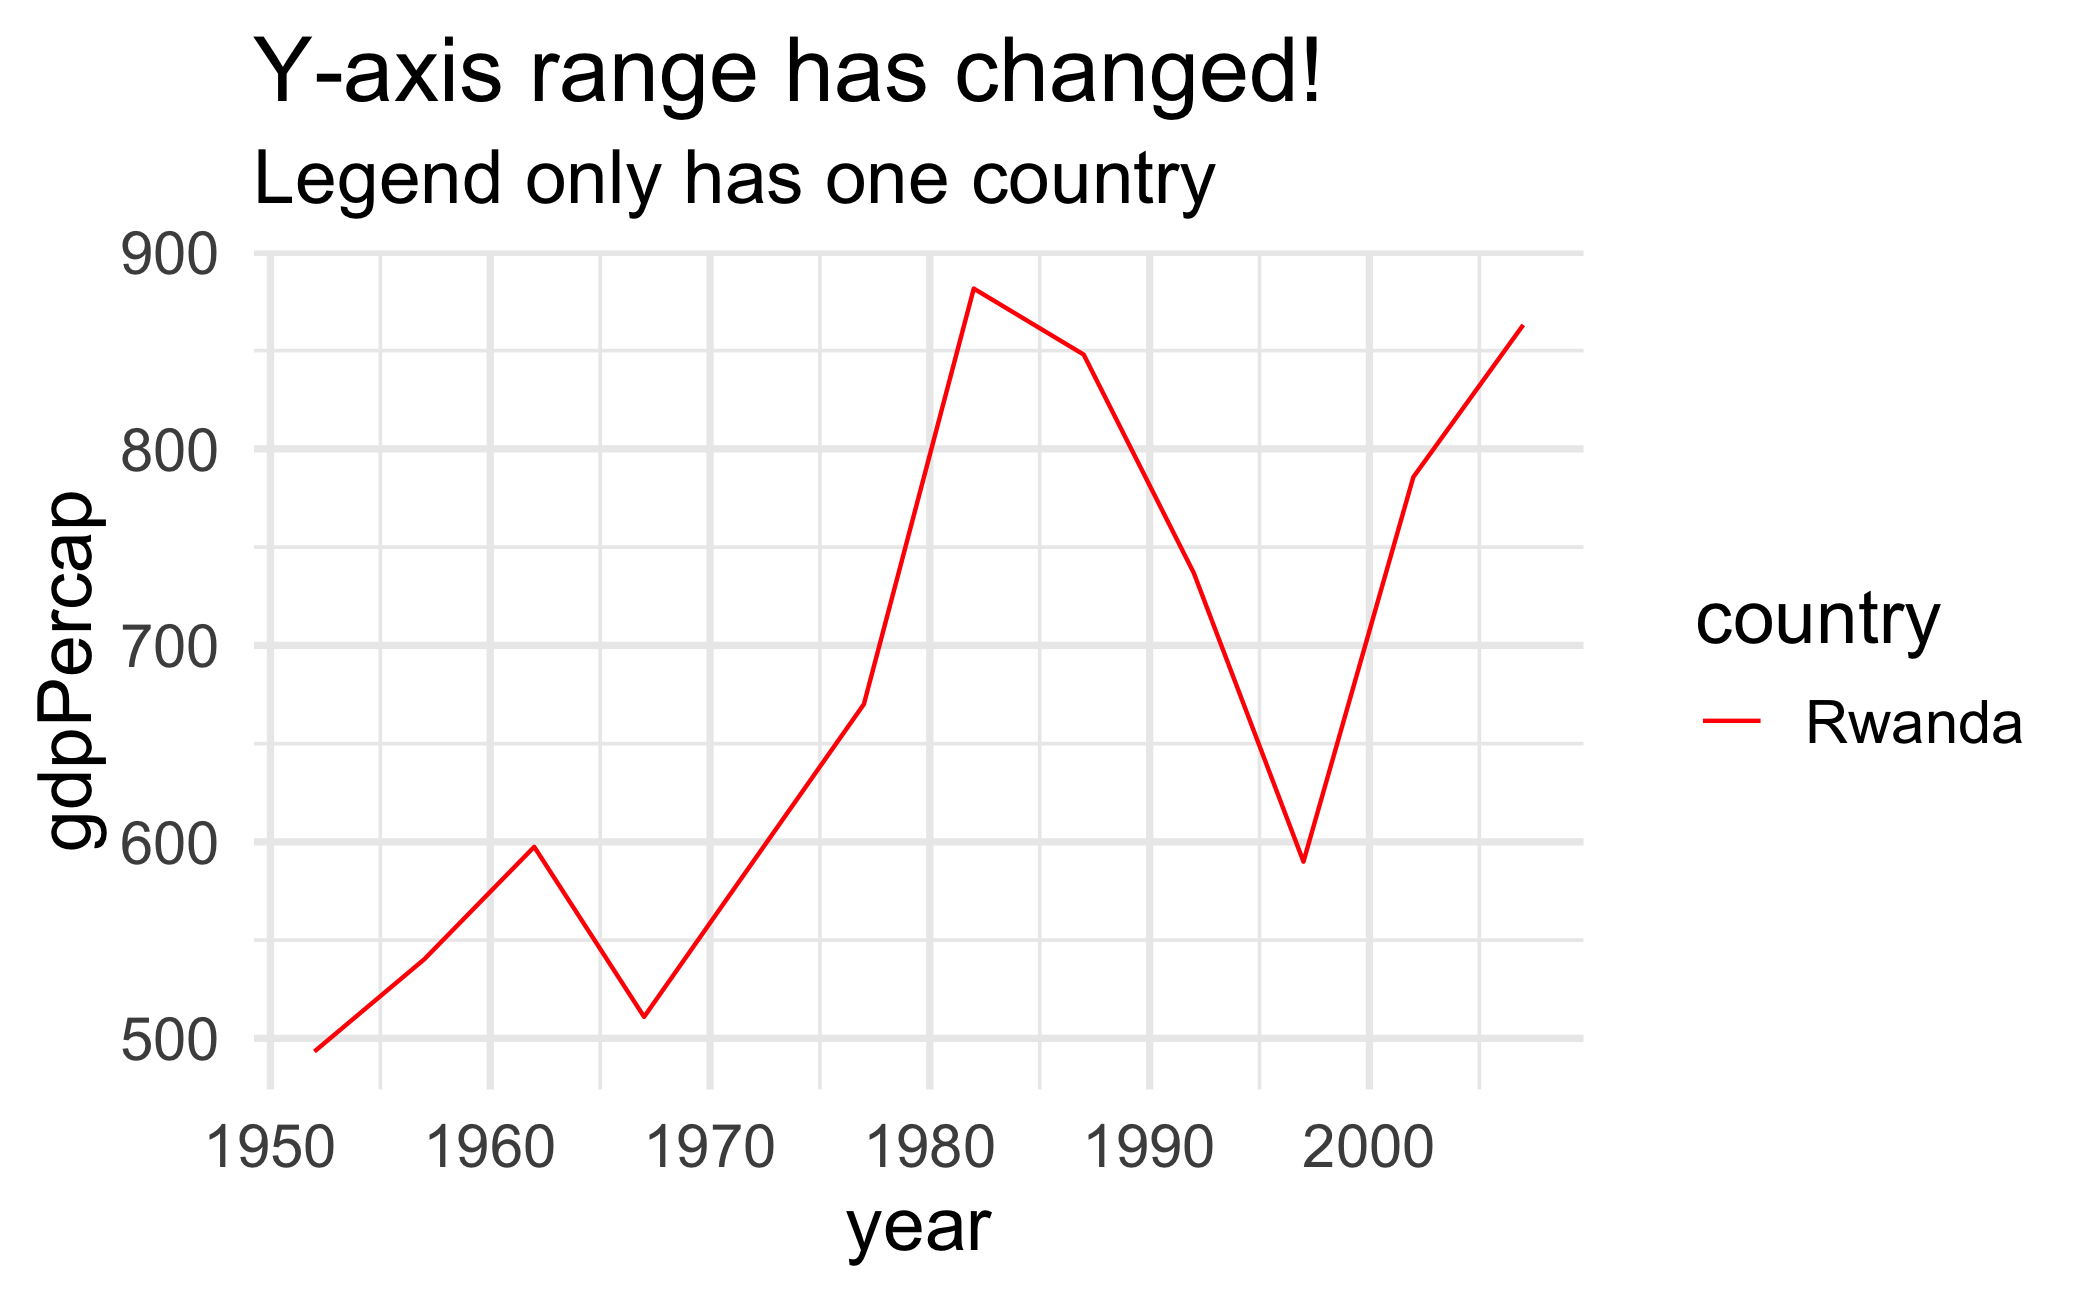 Y-axis range has changed!
Legend only has one country
900
800
700
600
500
gdpPercap
1950 1960 1970 1980 1990 2000
year
country
Rwanda